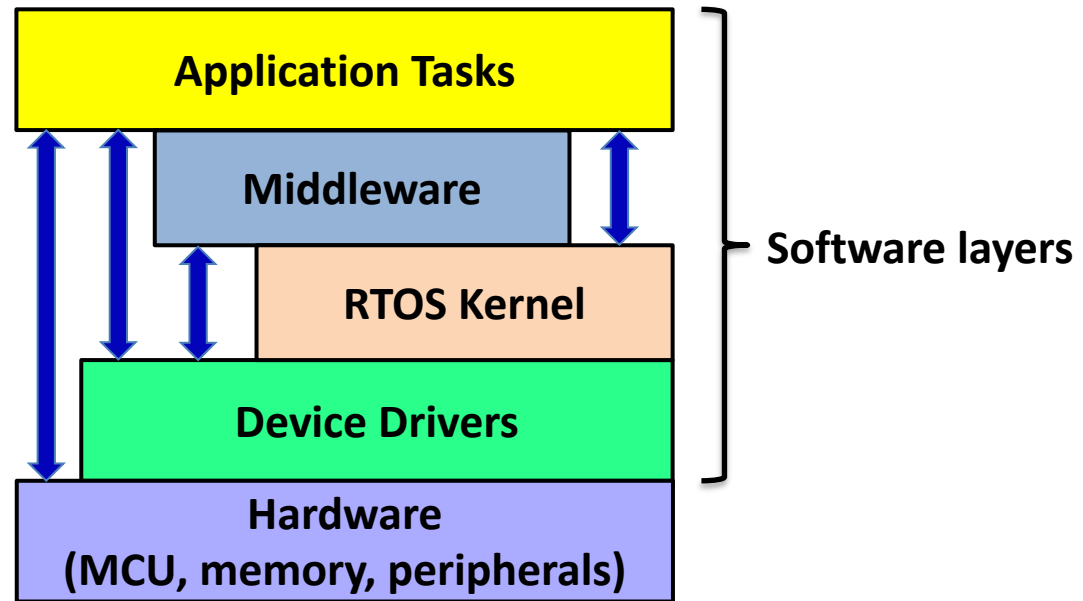 Application Tasks
Middleware
Software layers
RTOS Kernel
Device Drivers
Hardware
(MCU, memory, peripherals)